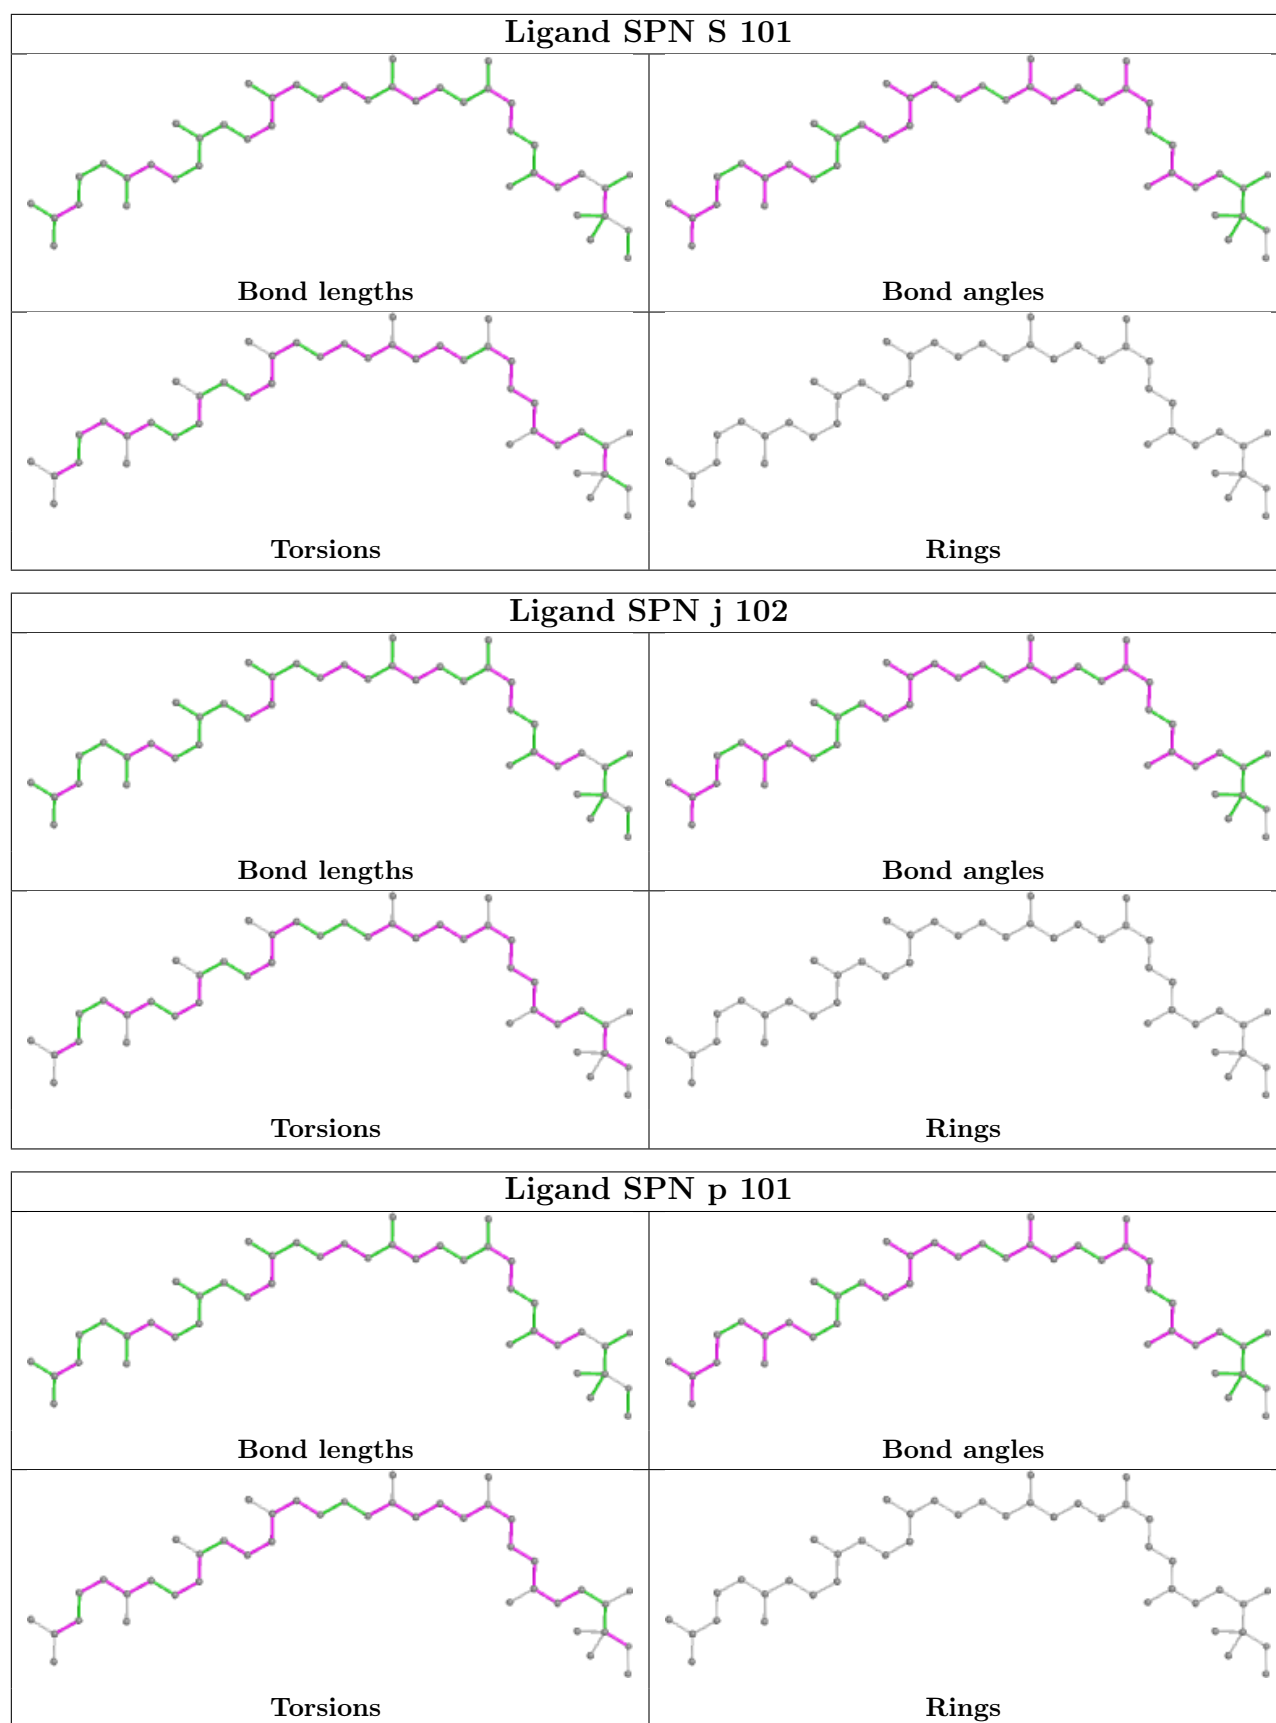 Ligand SPN S 101
Bond lengths
Bond angles
Torsions
Rings
Ligand SPN j 102
Bond lengths
Bond angles
Torsions
Rings
Ligand SPN p 101
Bond lengths
Bond angles
Torsions
Rings